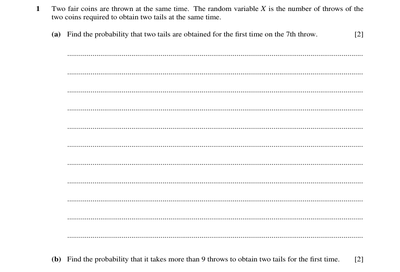 1 Two fair coins are thrown at the same time. The random variable X is the number of throws of the
two coins required to obtain two tails at the same time.
(a) Find the probability that two tails are obtained for the first time on the 7th throw. [2]
(b) Find the probability that it takes more than 9 throws to obtain two tails for the first time. [2]